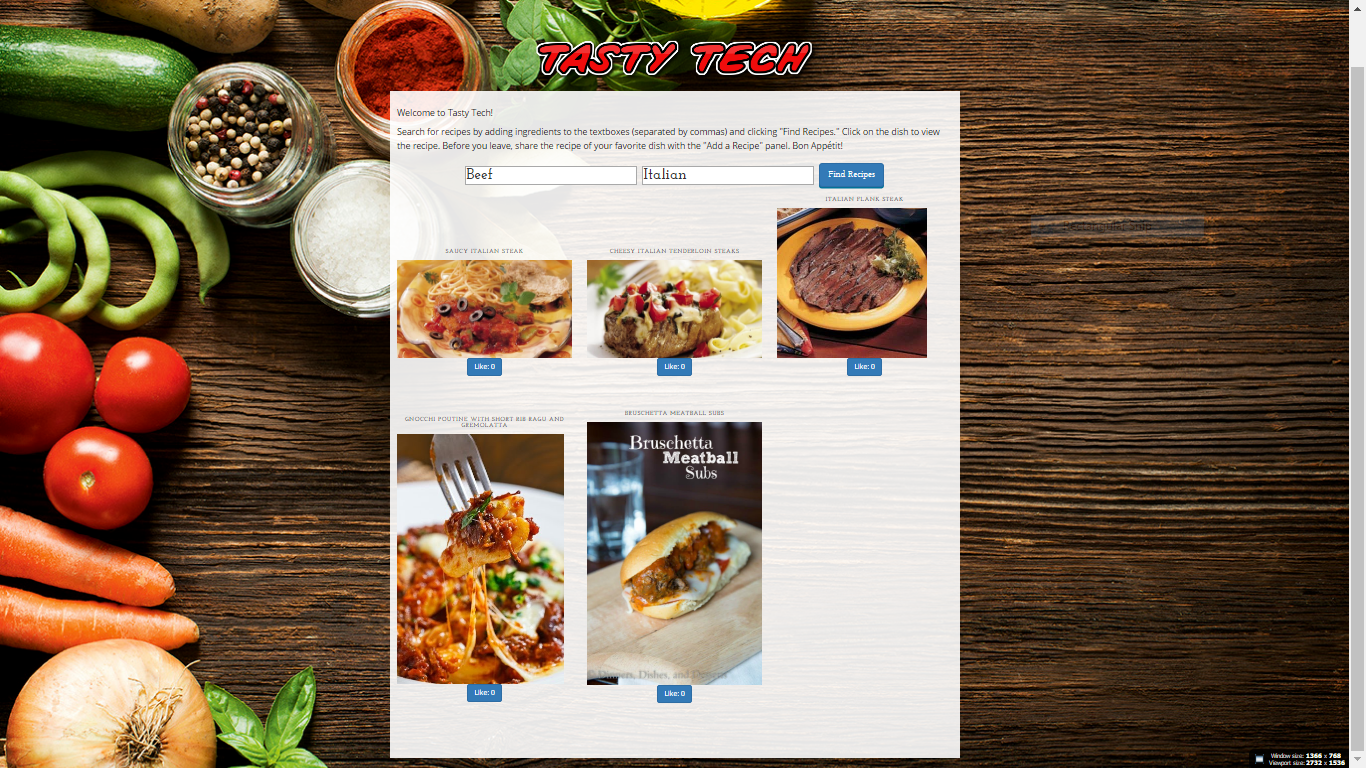 TASTY TECH
Welcome to Tasty Tech!
Search for recipes by adding ingredients to the textboxes (separated by commas) and clicking "Find Recipes." Click on the dish to view
the recipe. Before you leave, share the recipe of your favorite dish with the "Add a Recipe" panel. Bon Appétit!
Beef Italian Find Recipes
ITALIAN FLANK STEAK
SAUCY ITALIAN STEAK
CHEESY ITALIAN TENDERLOIN STEAKS
Like: 0 Like: 0 Like: 0
GNOCCHI POUTINE WITH SHORT RIB RAGU AND
GREMOLATTA
BRUSCHETTA MEATBALL SUBS
Bruschetta
Meatball
Subs
Dinners, Dishes, and
Like: 0 Like: 0
Window size: 1366 x 768
Viewport size: 2732 x 1536